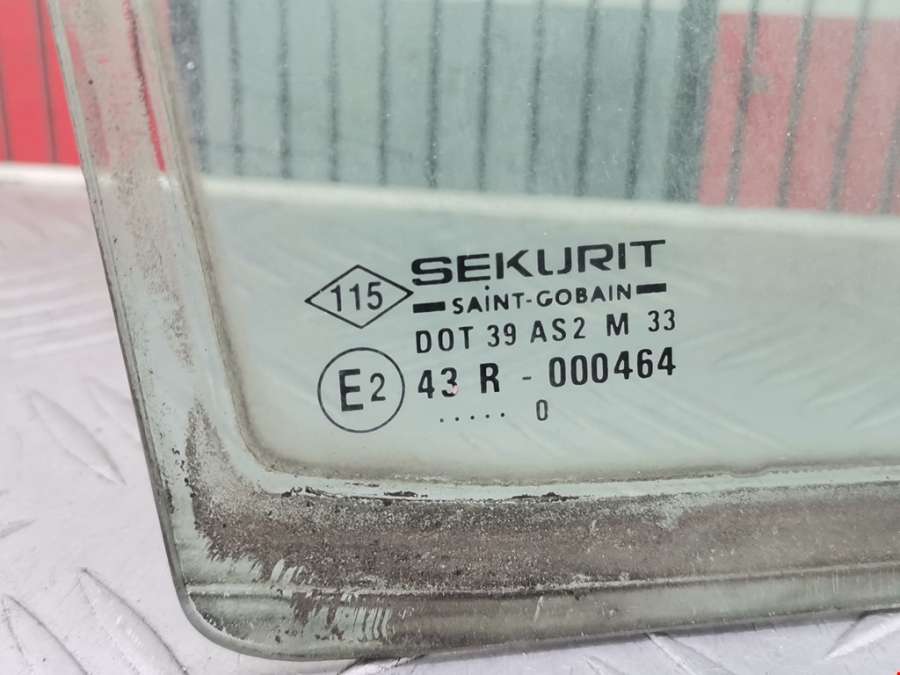 SEKURIT
115
SAINT-GOBAIN
DOT 39 AS2 M 33
E2 43 R - 000464
..... 0